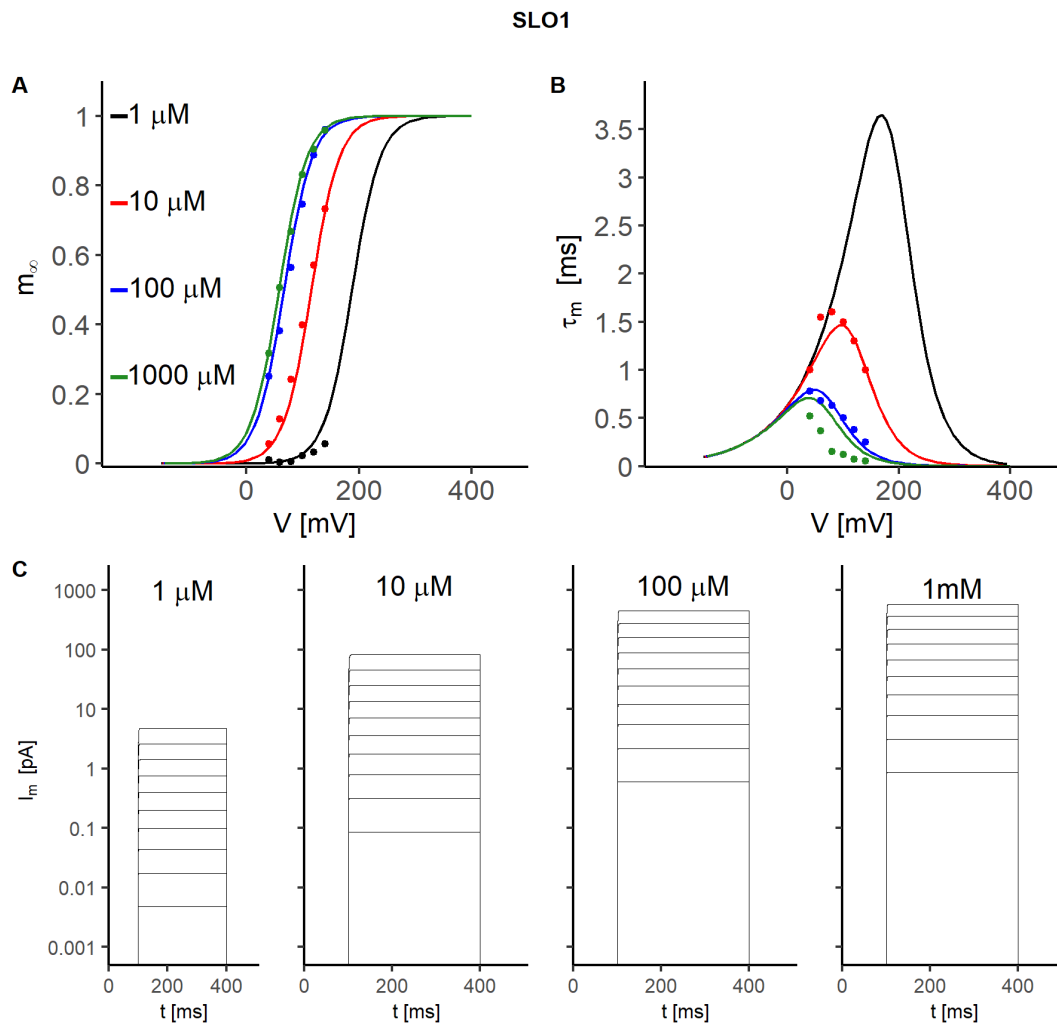 SLO1
A
B
1 μM
10 μM
100 μM
1000 μM
m∞
1
0.8
0.6
0.4
0.2
0
0
200
400
V [mV]
τm [ms]
3.5
3
2.5
2
1.5
1
0.5
0
0
200
400
V [mV]
C
1 μM
10 μM
100 μM
1mM
Im [pA]
1000
100
10
1
0.1
0.01
0.001
0
200
400
0
200
400
0
200
400
0
200
400
t [ms]
t [ms]
t [ms]
t [ms]